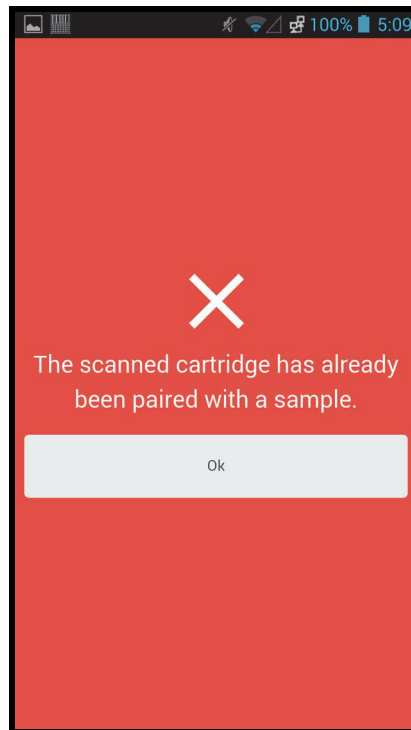 100% 5:09
The scanned cartridge has already
been paired with a sample.
Ok